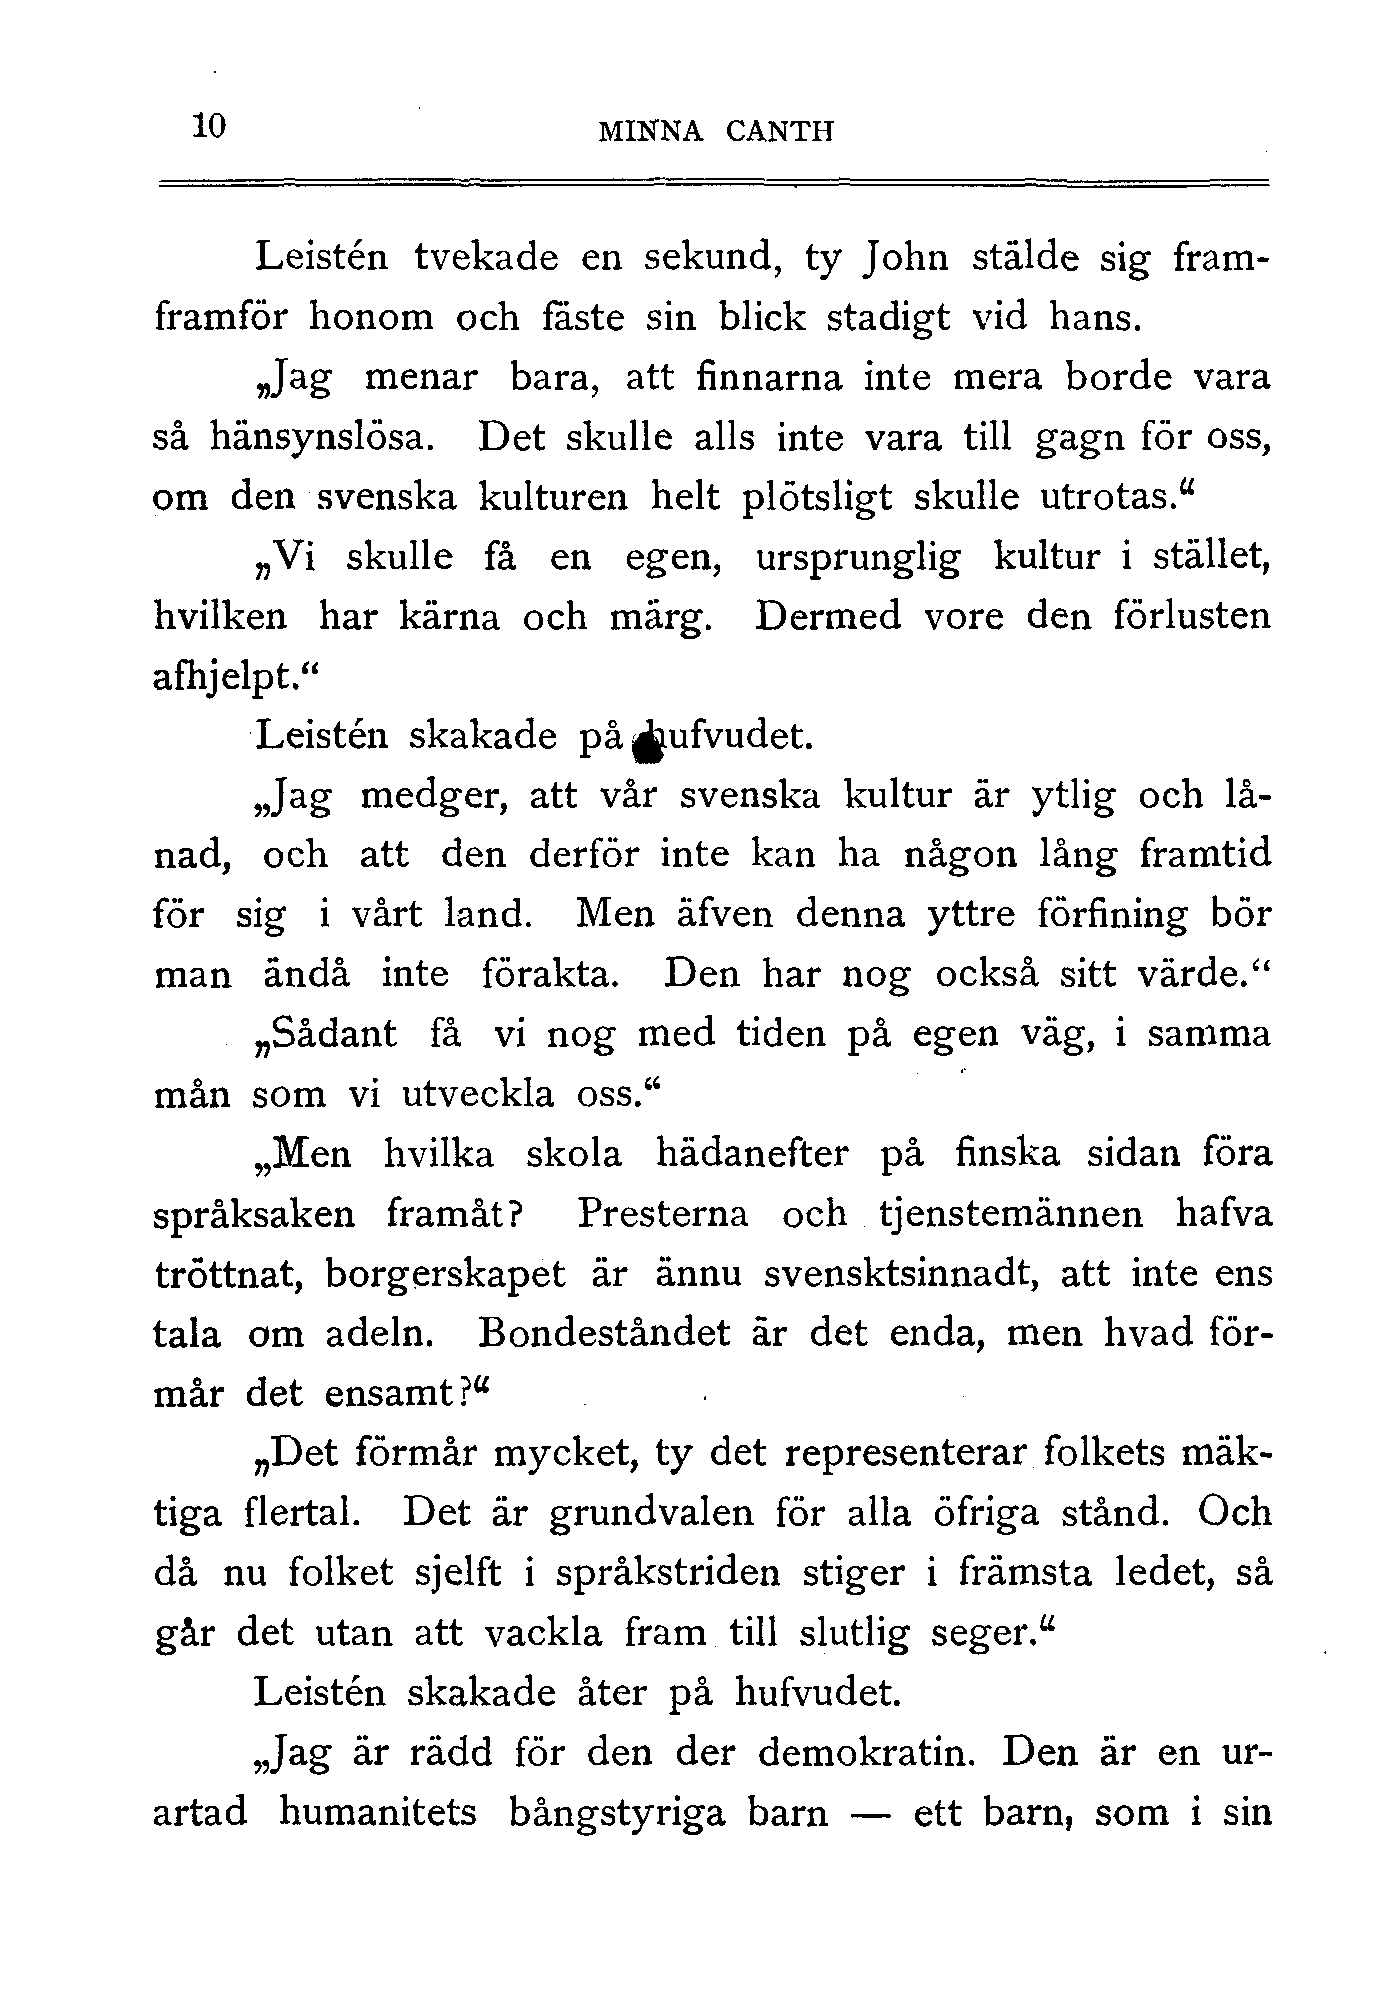 10 MINNA CANTH
Leistén tvekade en sekund, ty John stälde sig fram-
framför honom och fäste sin blick stadigt vid hans.
„Jag menar bara, att finnarna inte mera borde vara
så hänsynslösa. Det skulle alls inte vara till gagn för oss,
om den svenska kulturen helt plötsligt skulle utrotas.“
„Vi skulle få en egen, ursprunglig kultur i stället,
hvilken har kärna och märg. Dermed vore den förlusten
afhjelpt.“
Leistén skakade på hufvudet.
„Jag medger, att vår svenska kultur är ytlig och lå-
nad, och att den derför inte kan ha någon lång framtid
för sig i vårt land. Men äfven denna yttre förfining bör
man ändå inte förakta. Den har nog också sitt värde.“
„Sådant få vi nog med tiden på egen väg, i samma
mån som vi utveckla oss.“
„Men hvilka skola hädanefter på finska sidan föra
språksaken framåt? Presterna och tjenstemännen hafva
tröttnat, borgerskapet är ännu svensktsinnadt, att inte ens
tala om adeln. Bondeståndet är det enda, men hvad för-
mår det ensamt?“
„Det förmår mycket, ty det representerar folkets mäk-
tiga flertal. Det är grundvalen för alla öfriga stånd. Och
då nu folket sjelft i språkstriden stiger i främsta ledet, så
går det utan att vackla fram till slutlig seger.“
Leistén skakade åter på hufvudet.
„Jag är rädd för den der demokratin. Den är en ur-
artad humanitets bångstyriga barn — ett barn, som i sin